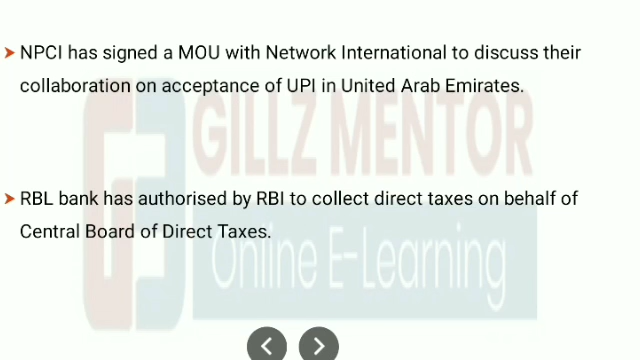 NPCI has signed a MOU with Network International to discuss their
collaboration on acceptance of UPI in United Arab Emirates.
GILLZ MENTOR
RBL bank has authorised by RBI to collect direct taxes on behalf of
Central Board of Direct Taxes.
Online E-Learning